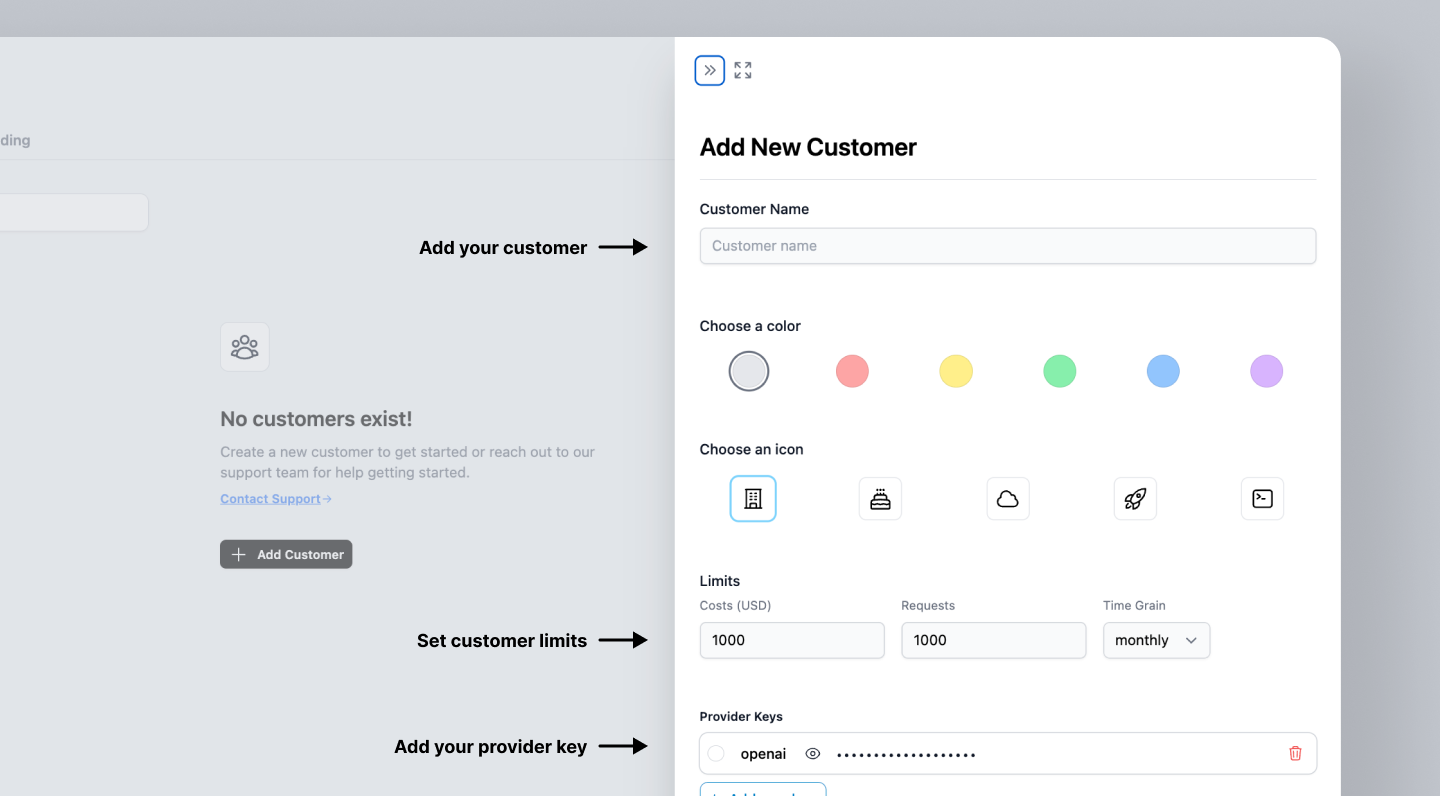 ding
Add New Customer
Customer Name
Add your customer
Customer name
Choose a color
No customers exist!
Create a new customer to get started or reach out to our
support team for help getting started.
Contact Support
Add Customer
Choose an icon
Limits
Costs (USD)
Requests
Time Grain
Set customer limits
1000
1000
monthly
Provider Keys
Add your provider key
openai